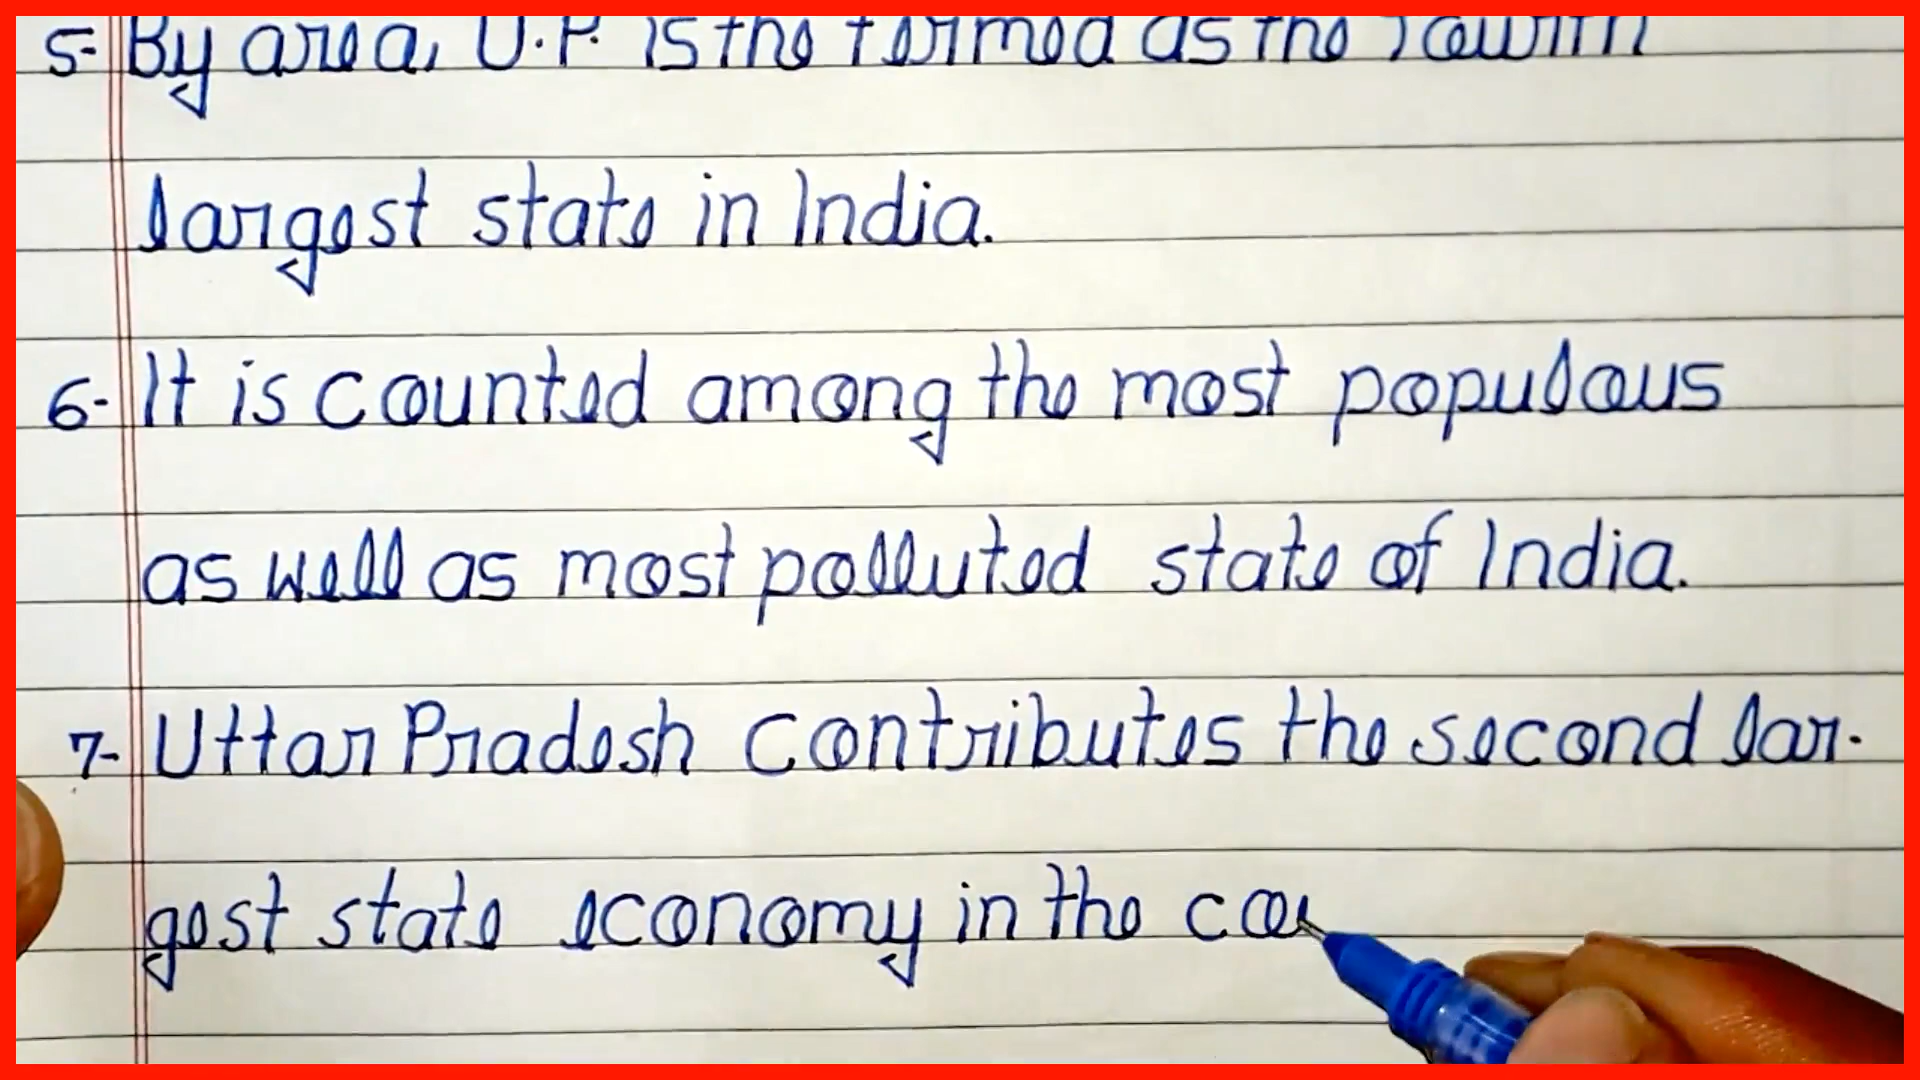 5- By area, U.P. is the termed as the fourth
largest state in India.
6- It is counted among the most populous
as well as most polluted state of India.
7- Uttar Pradesh contributes the second lar-
gest state economy in the cou